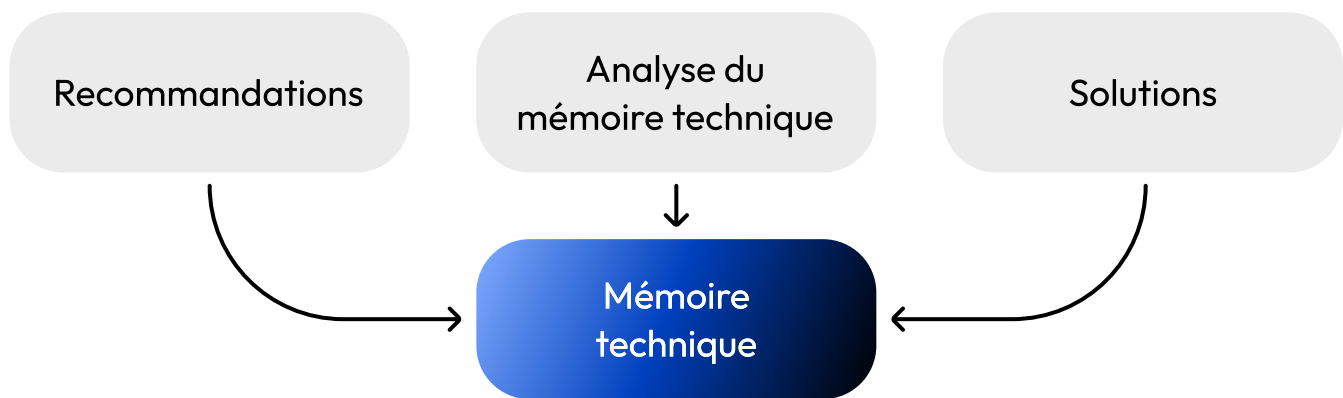 Recommandations
Analyse du
mémoire technique
Solutions
Mémoire
technique